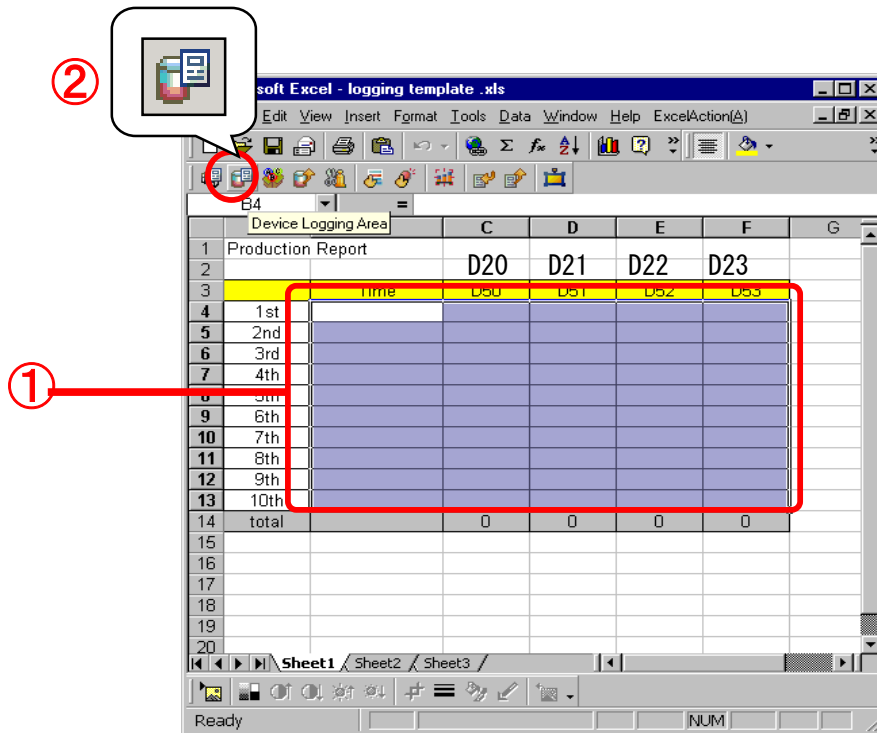 ②
soft Excel - logging template .xls
Edit View Insert Format Tools Data Window Help ExcelAction(A)
B4 =
Device Logging Area
C D E F G
1 Production Report
D20 D21 D22 D23
2
3 Time D50 D51 D52 D53
4 1st
5 2nd
6 3rd
①
7 4th
8 5th
9 6th
10 7th
11 8th
12 9th
13 10th
14 total 0 0 0 0
15
16
17
18
19
20
Sheet1 Sheet2 Sheet3
Ready NUM